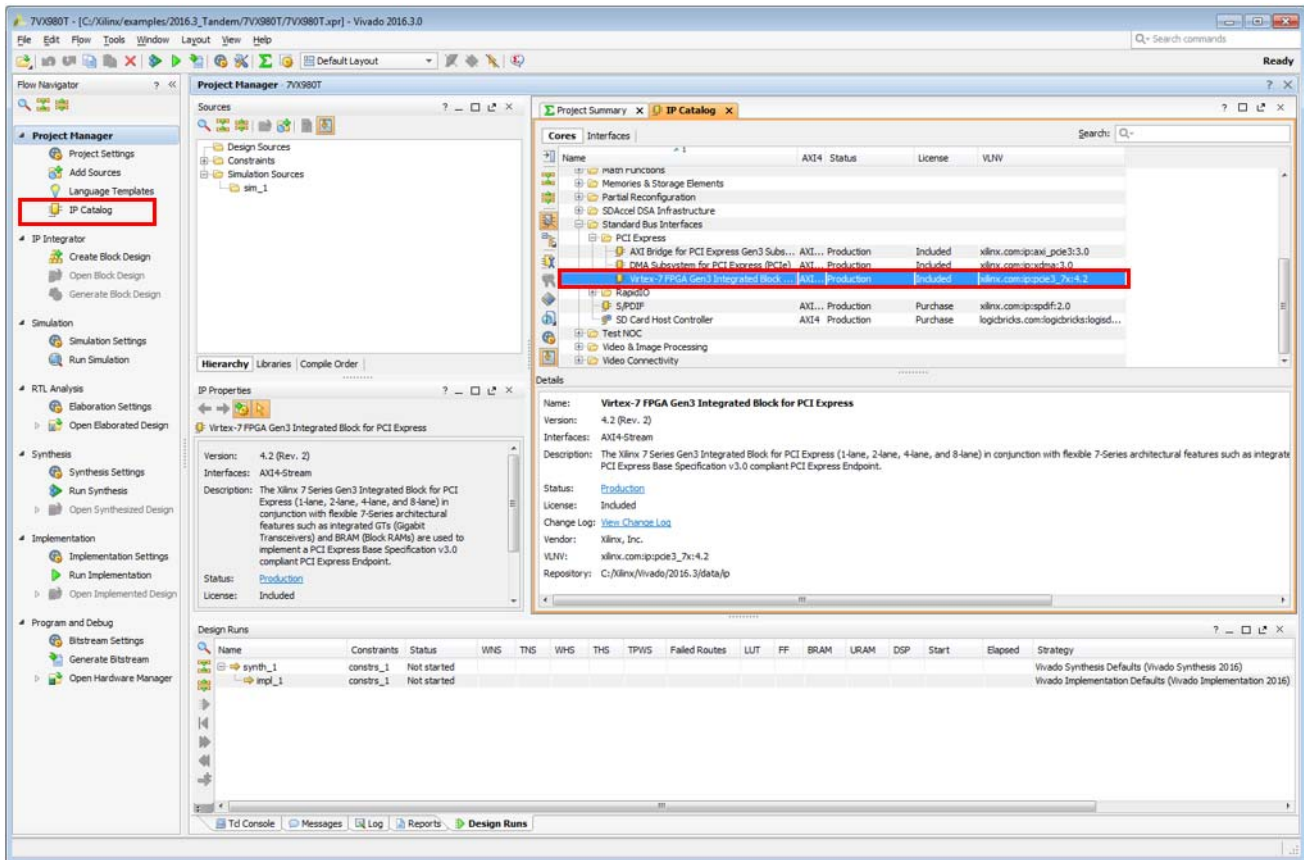 7VX980T - [C:/Xilinx/examples/2016.3_Tandem/7VX980T/7VX980T.xpr] - Vivado 2016.3.0
File Edit Flow Tools Window Layout View Help
Q- Search commands
Default Layout
Ready
Flow Navigator
Project Manager
Project Settings
Add Sources
Language Templates
IP Catalog
IP Integrator
Create Block Design
Open Block Design
Generate Block Design
Simulation
Simulation Settings
Run Simulation
RTL Analysis
Elaboration Settings
Open Elaborated Design
Synthesis
Synthesis Settings
Run Synthesis
Open Synthesized Design
Implementation
Implementation Settings
Run Implementation
Open Implemented Design
Program and Debug
Bitstream Settings
Generate Bitstream
Open Hardware Manager
Project Manager - 7VX980T
Sources
Design Sources
Constraints
Simulation Sources
sim_1
Hierarchy Libraries Compile Order
IP Properties
Virtex-7 FPGA Gen3 Integrated Block for PCI Express
Version: 4.2 (Rev. 2)
Interfaces: AXI4-Stream
Description: The Xilinx 7 Series Gen3 Integrated Block for PCI
Express (1-lane, 2-lane, 4-lane, and 8-lane) in
conjunction with flexible 7-Series architectural
features such as integrated GTs (Gigabit
Transceivers) and BRAM (Block RAMs) are used to
implement a PCI Express Base Specification v3.0
compliant PCI Express Endpoint.
Status: Production
License: Included
Project Summary IP Catalog
Cores Interfaces
Search: Q-
Name 1 AXI4 Status License VLNV
Math Functions
Memories & Storage Elements
Partial Reconfiguration
SDAccel DSA Infrastructure
Standard Bus Interfaces
PCI Express
AXI Bridge for PCI Express Gen3 Subs... AXI... Production Included xilinx.com:ip:axi_pcie3:3.0
DMA Subsystem for PCI Express (PCIe) AXI... Production Included xilinx.com:ip:xdma:3.0
Virtex-7 FPGA Gen3 Integrated Block ... AXI... Production Included xilinx.com:ip:pcie3_7x:4.2
RapidIO
S/PDIF AXI... Production Purchase xilinx.com:ip:spdif:2.0
SD Card Host Controller AXI4 Production Purchase logicbricks.com:logicbricks:logisd...
Test NOC
Video & Image Processing
Video Connectivity
Details
Name: Virtex-7 FPGA Gen3 Integrated Block for PCI Express
Version: 4.2 (Rev. 2)
Interfaces: AXI4-Stream
Description: The Xilinx 7 Series Gen3 Integrated Block for PCI Express (1-lane, 2-lane, 4-lane, and 8-lane) in conjunction with flexible 7-Series architectural features such as integrate
PCI Express Base Specification v3.0 compliant PCI Express Endpoint.
Status: Production
License: Included
Change Log: View Change Log
Vendor: Xilinx, Inc.
VLNV: xilinx.com:ip:pcie3_7x:4.2
Repository: C:/Xilinx/Vivado/2016.3/data/ip
Design Runs
Name Constraints Status WNS TNS WHS THS TPWS Failed Routes LUT FF BRAM URAM DSP Start Elapsed Strategy
synth_1 constrs_1 Not started Vivado Synthesis Defaults (Vivado Synthesis 2016)
impl_1 constrs_1 Not started Vivado Implementation Defaults (Vivado Implementation 2016)
Tcl Console Messages Log Reports Design Runs